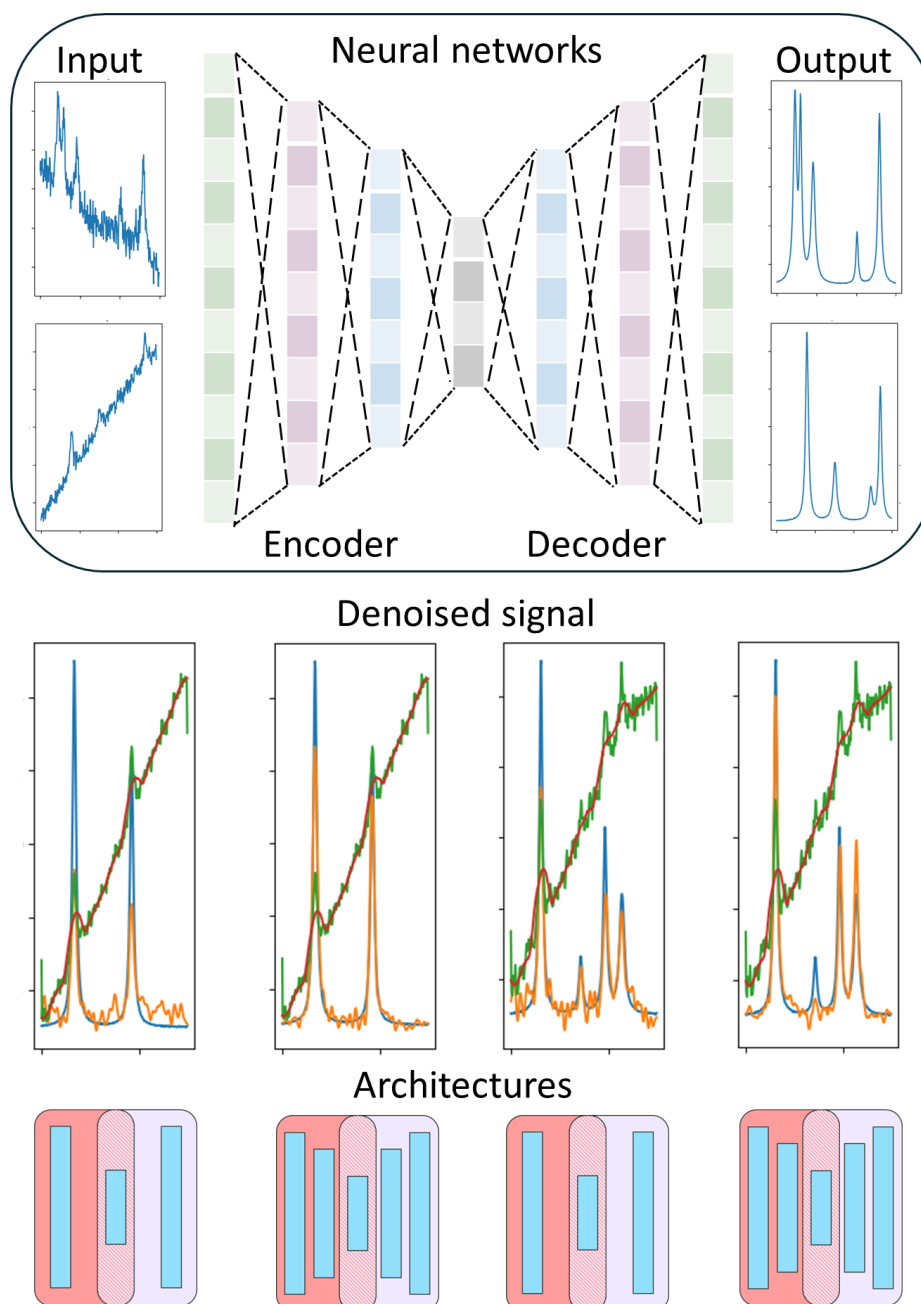 Neural networks
Input
Output
Encoder
Decoder
Denoised signal
Architectures